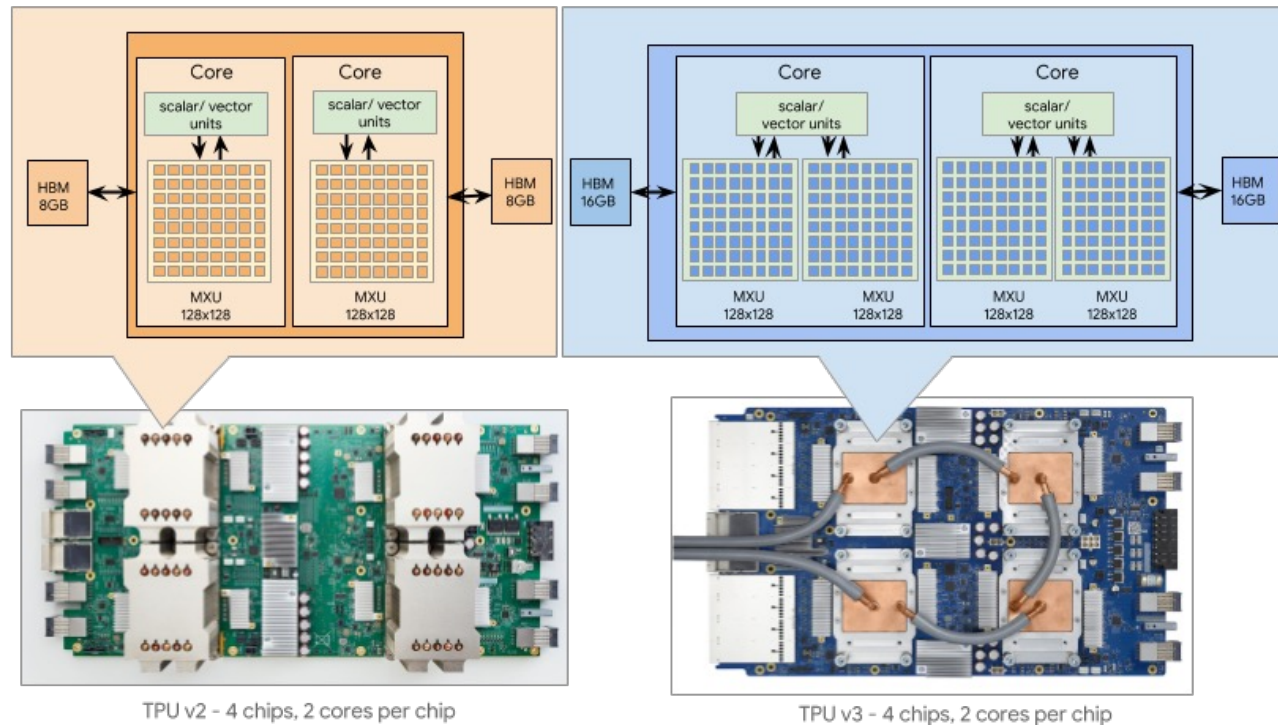 Core
scalar/ vector
units
HBM
8GB
MXU
128x128
Core
scalar/ vector
units
HBM
8GB
MXU
128x128
Core
scalar/
vector units
HBM
16GB
MXU
128x128
MXU
128x128
Core
scalar/
vector units
HBM
16GB
MXU
128x128
MXU
128x128
TPU v2 - 4 chips, 2 cores per chip
TPU v3 - 4 chips, 2 cores per chip